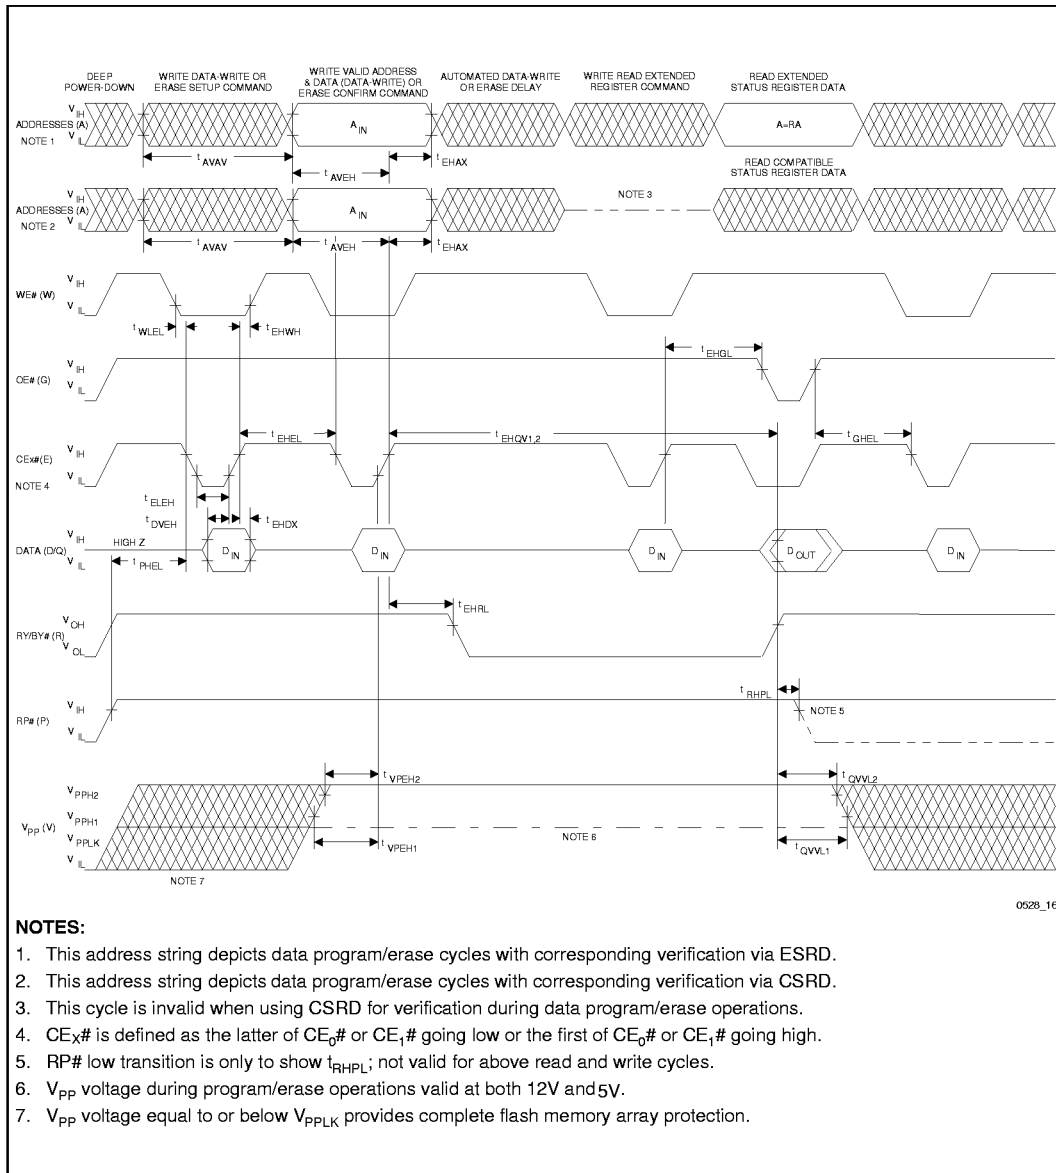 DEEP
POWER-DOWN
WRITE DATA-WRITE OR
ERASE SETUP COMMAND
WRITE VALID ADDRESS
& DATA (DATA-WRITE) OR
ERASE CONFIRM COMMAND
AUTOMATED DATA-WRITE
OR ERASE DELAY
WRITE READ EXTENDED
REGISTER COMMAND
READ EXTENDED
STATUS REGISTER DATA
V IH
ADDRESSES (A)
NOTE 1
V IL
A IN
A=RA
t AVAV
t AVEH
t EHAX
READ COMPATIBLE
STATUS REGISTER DATA
V IH
ADDRESSES (A)
NOTE 2
V IL
A IN
NOTE 3
t AVAV
t AVEH
t EHAX
V IH
WE# (W)
V IL
t WLEL
t EHWH
V IH
OE# (G)
V IL
t EHGL
t EHEL
t EHQV1,2
t GHEL
V IH
CEx#(E)
V IL
NOTE 4
t ELEH
t DVEH
t EHDX
V IH
DATA (D/Q)
V IL
HIGH Z
D IN
D IN
D IN
D OUT
D IN
t PHEL
t EHRL
V OH
RY/BY# (R)
V OL
t RHPL
V IH
RP# (P)
V IL
NOTE 5
t VPEH2
t QVVL2
V PPH2
V PPH1
V PP (V)
V PPLK
V IL
NOTE 6
t VPEH1
t QVVL1
NOTE 7
0528_16
NOTES:
1. This address string depicts data program/erase cycles with corresponding verification via ESRD.
2. This address string depicts data program/erase cycles with corresponding verification via CSRD.
3. This cycle is invalid when using CSRD for verification during data program/erase operations.
4. CEX# is defined as the latter of CE0# or CE1# going low or the first of CE0# or CE1# going high.
5. RP# low transition is only to show tRHPL; not valid for above read and write cycles.
6. VPP voltage during program/erase operations valid at both 12V and 5V.
7. VPP voltage equal to or below VPPLK provides complete flash memory array protection.